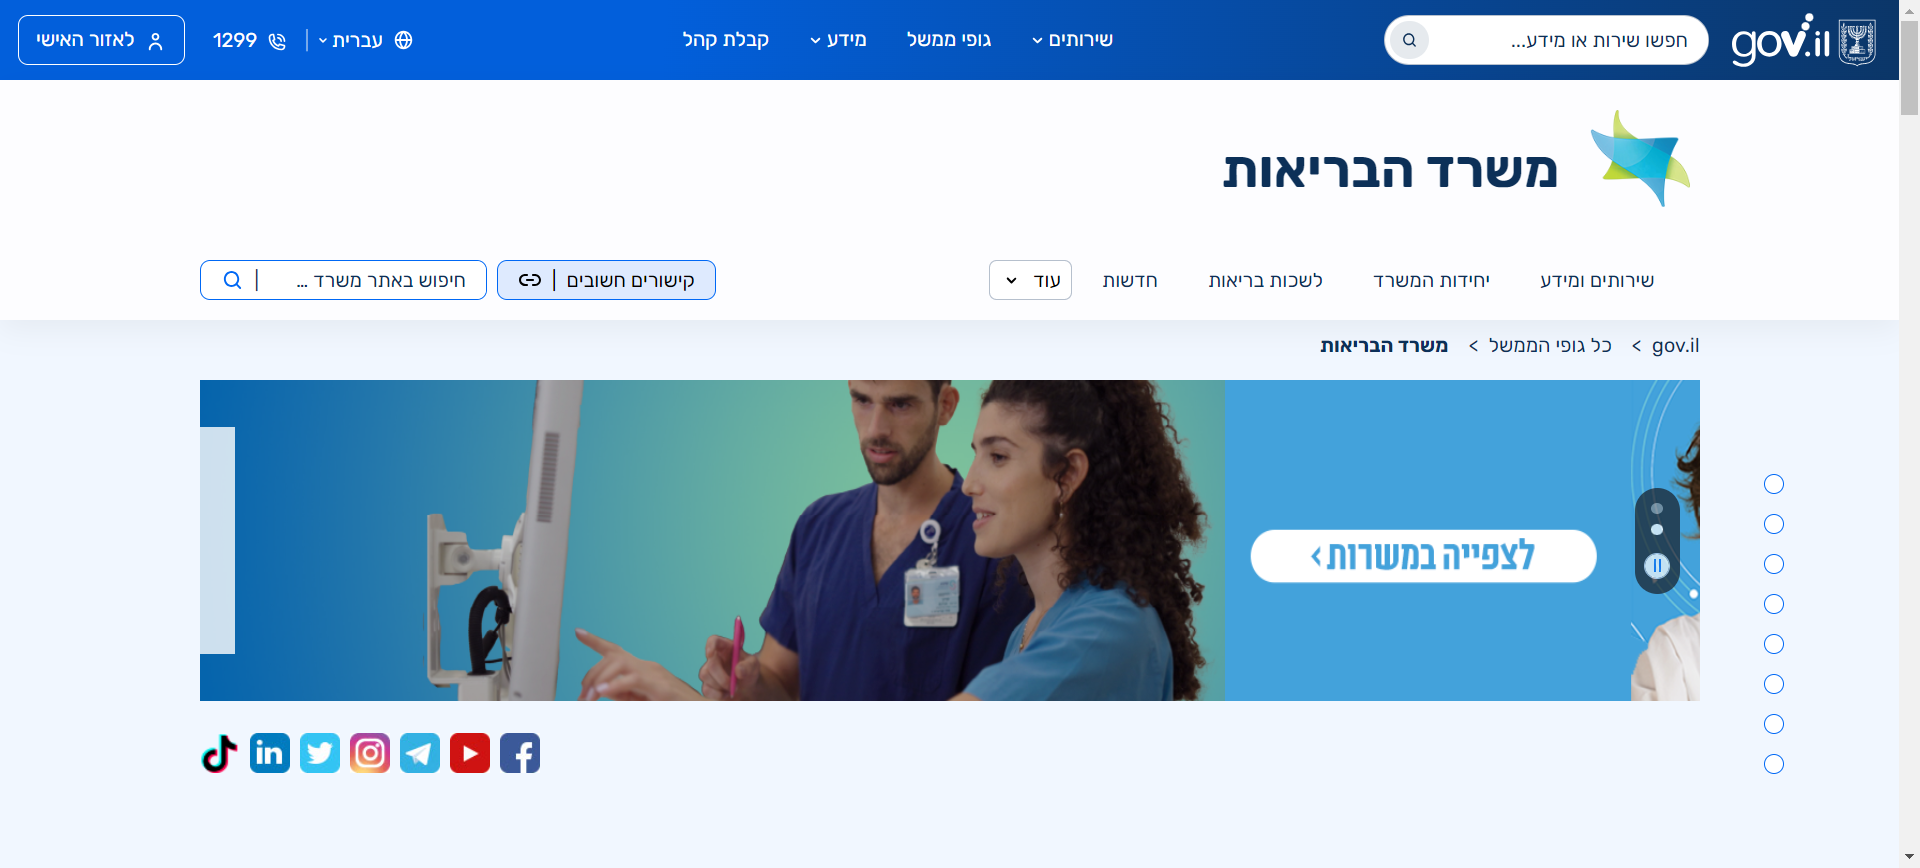 gov.il
חפשו שירות או מידע...
שירותים
גופי ממשל
מידע
קבלת קהל
עברית
1299
לאזור האישי
משרד הבריאות
שירותים ומידע
יחידות המשרד
לשכות בריאות
חדשות
עוד
קישורים חשובים
חיפוש באתר משרד ...
gov.il > כל גופי הממשל > משרד הבריאות
לצפייה במשרות >